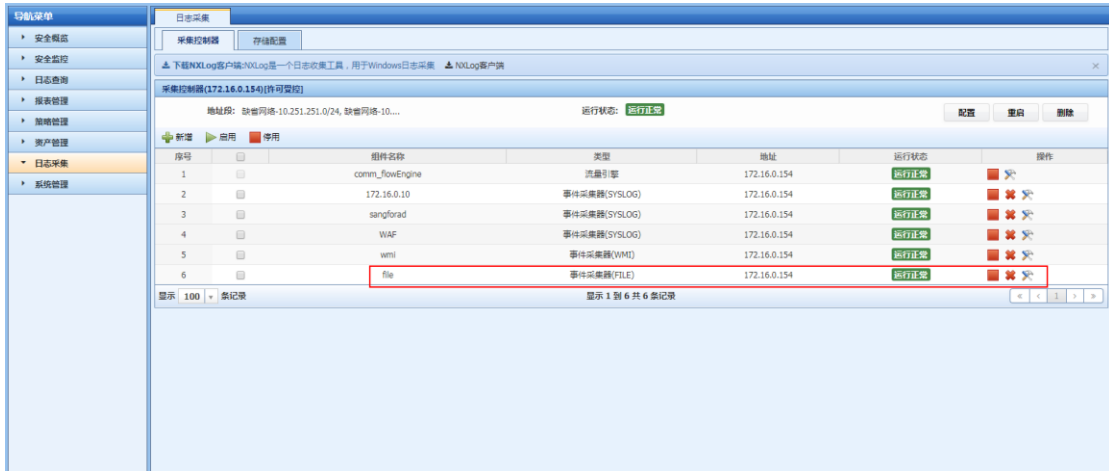 导航菜单
日志采集
安全概览
安全监控
日志查询
报表管理
策略管理
资产管理
日志采集
系统管理
采集控制器 存储配置
下载NXLog客户端:NXLog是一个日志收集工具，用于Windows日志采集 NXLog客户端
采集控制器(172.16.0.154)[许可受控]
地址段: 缺省网络-10.251.251.0/24, 缺省网络-10.... 运行状态: 运行正常 配置 重启 删除
新增 启用 停用
序号 组件名称 类型 地址 运行状态 操作
1 comm_flowEngine 流量引擎 172.16.0.154 运行正常
2 172.16.0.10 事件采集器(SYSLOG) 172.16.0.154 运行正常
3 sangforad 事件采集器(SYSLOG) 172.16.0.154 运行正常
4 WAF 事件采集器(SYSLOG) 172.16.0.154 运行正常
5 wmi 事件采集器(WMI) 172.16.0.154 运行正常
6 file 事件采集器(FILE) 172.16.0.154 运行正常
显示 100 条记录 显示 1 到 6 共 6 条记录 « ‹ 1 › »